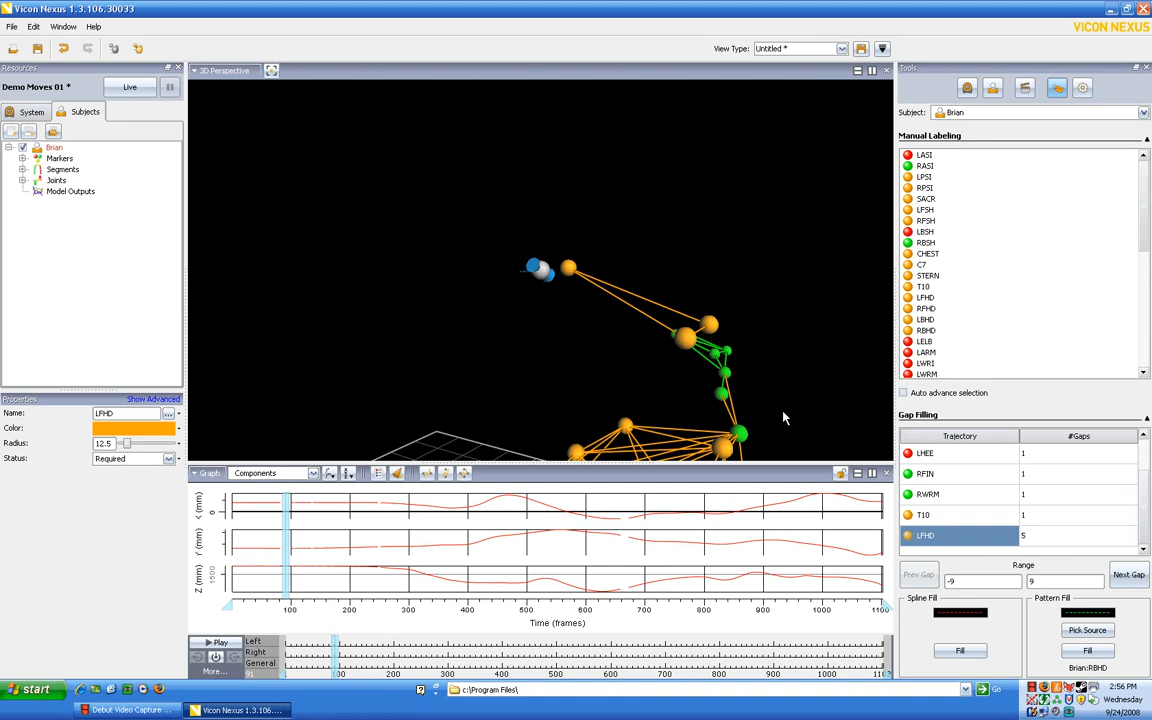 Vicon Nexus 1.3.106.30033
File Edit Window Help
VICON NEXUS
View Type: Untitled *
Resources
Demo Moves 01 * Live
System Subjects
Brian
Markers
Segments
Joints
Model Outputs
Properties Show Advanced
Name: LFHD ...
Color:
Radius: 12.5
Status: Required
3D Perspective
Graph Components
0
Z (mm)
1500
100 200 300 400 500 600 700 800 900 1000 1100
Time (frames)
Play
More...
Left
Right
General
91
Tools
Subject: Brian
Manual Labeling
LASI
RASI
LPSI
RPSI
SACR
LFSH
RFSH
LBSH
RBSH
CHEST
C7
STERN
T10
LFHD
RFHD
LBHD
RBHD
LELB
LARM
LWRI
LWRM
Auto advance selection
Gap Filling
Trajectory #Gaps
LHEE 1
RFIN 1
RWRM 1
T10 1
LFHD 5
Prev Gap Range Next Gap
-9 9
Spline Fill Pattern Fill
Pick Source
Fill Fill
Brian:RBHD
c:\Program Files\ Go
start Debut Video Capture ... Vicon Nexus 1.3.106....
2:56 PM
Wednesday
9/24/2008